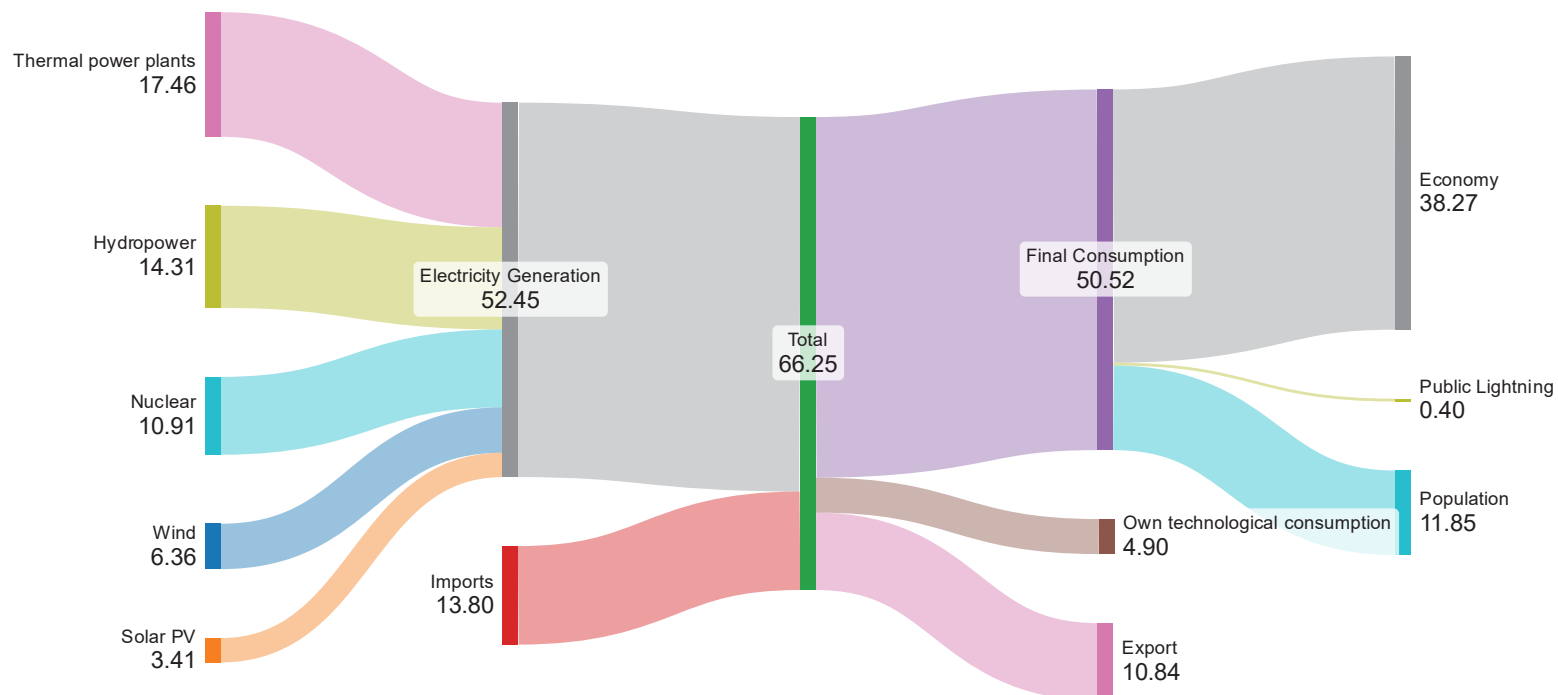 Thermal power plants
17.46
Hydropower
14.31
Nuclear
10.91
Wind
6.36
Solar PV
3.41
Electricity Generation
52.45
Imports
13.80
Total
66.25
Final Consumption
50.52
Own technological consumption
4.90
Export
10.84
Economy
38.27
Public Lightning
0.40
Population
11.85